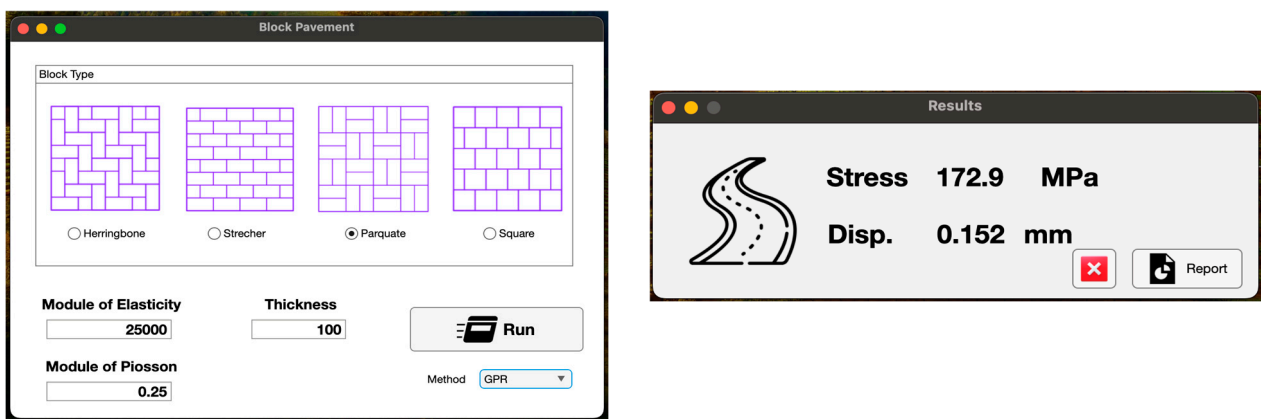 Block Pavement
Block Type
Herringbone Strecher Parquate Square
Module of Elasticity Thickness
25000 100
Run
Module of Piosson
Method GPR
0.25
Results
Stress 172.9 MPa
Disp. 0.152 mm
Report